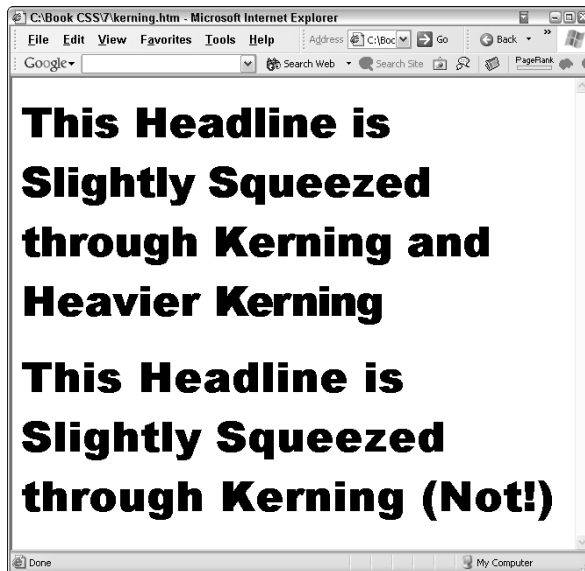 C:\Book CSS\7\kerning.htm - Microsoft Internet Explorer
File Edit View Favorites Tools Help Address C:\Boc Go Back »
Google Search Web Search Site PageRank
This Headline is
Slightly Squeezed
through Kerning and
Heavier Kerning
This Headline is
Slightly Squeezed
through Kerning (Not!)
Done My Computer